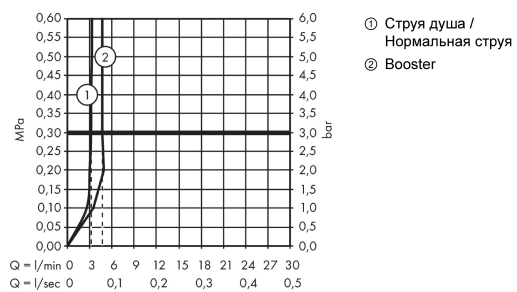 0,60 6,0 ① Струя душа /
0,55 5,5 Нормальная струя
0,50 ② 5,0 ② Booster
0,45 4,5
0,40 ① 4,0
0,35 3,5
MPa 0,30 3,0 bar
0,25 2,5
0,20 2,0
0,15 1,5
0,10 1,0
0,05 0,5
0,00 0,0
Q = l/min 0 3 6 9 12 15 18 21 24 27 30
Q = l/sec 0 0,1 0,2 0,3 0,4 0,5